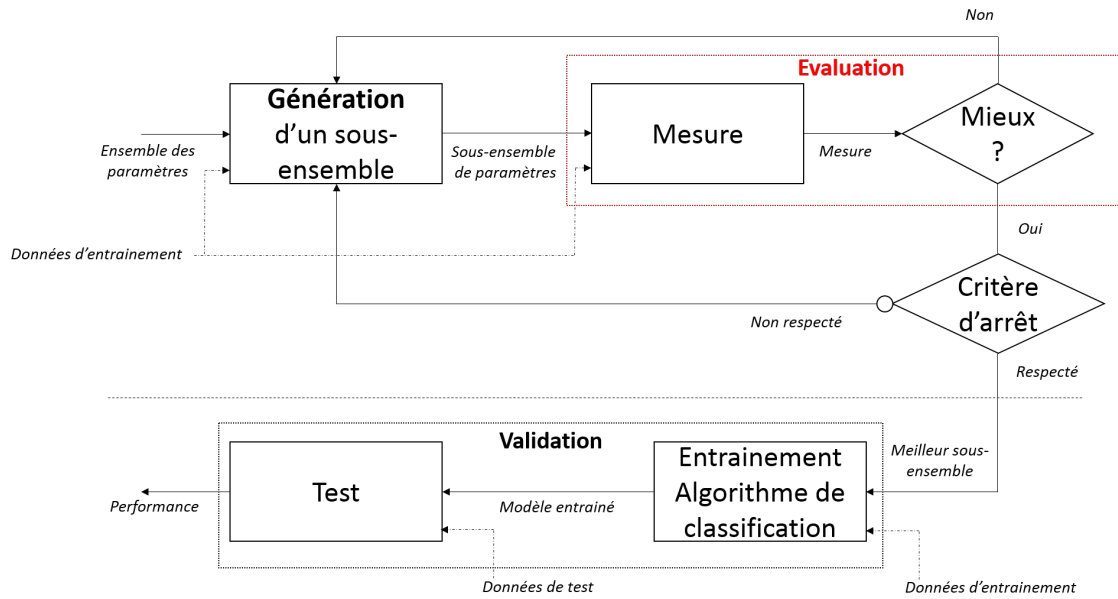 Non
Evaluation
Génération
d'un sous-
ensemble
Mesure
Mieux
?
Ensemble des
paramètres
Sous-ensemble
de paramètres
Mesure
Données d'entrainement
Oui
Critère
d'arrêt
Non respecté
Respecté
Validation
Meilleur sous-
ensemble
Test
Entrainement
Algorithme de
classification
Performance
Modèle entrainé
Données de test
Données d'entrainement